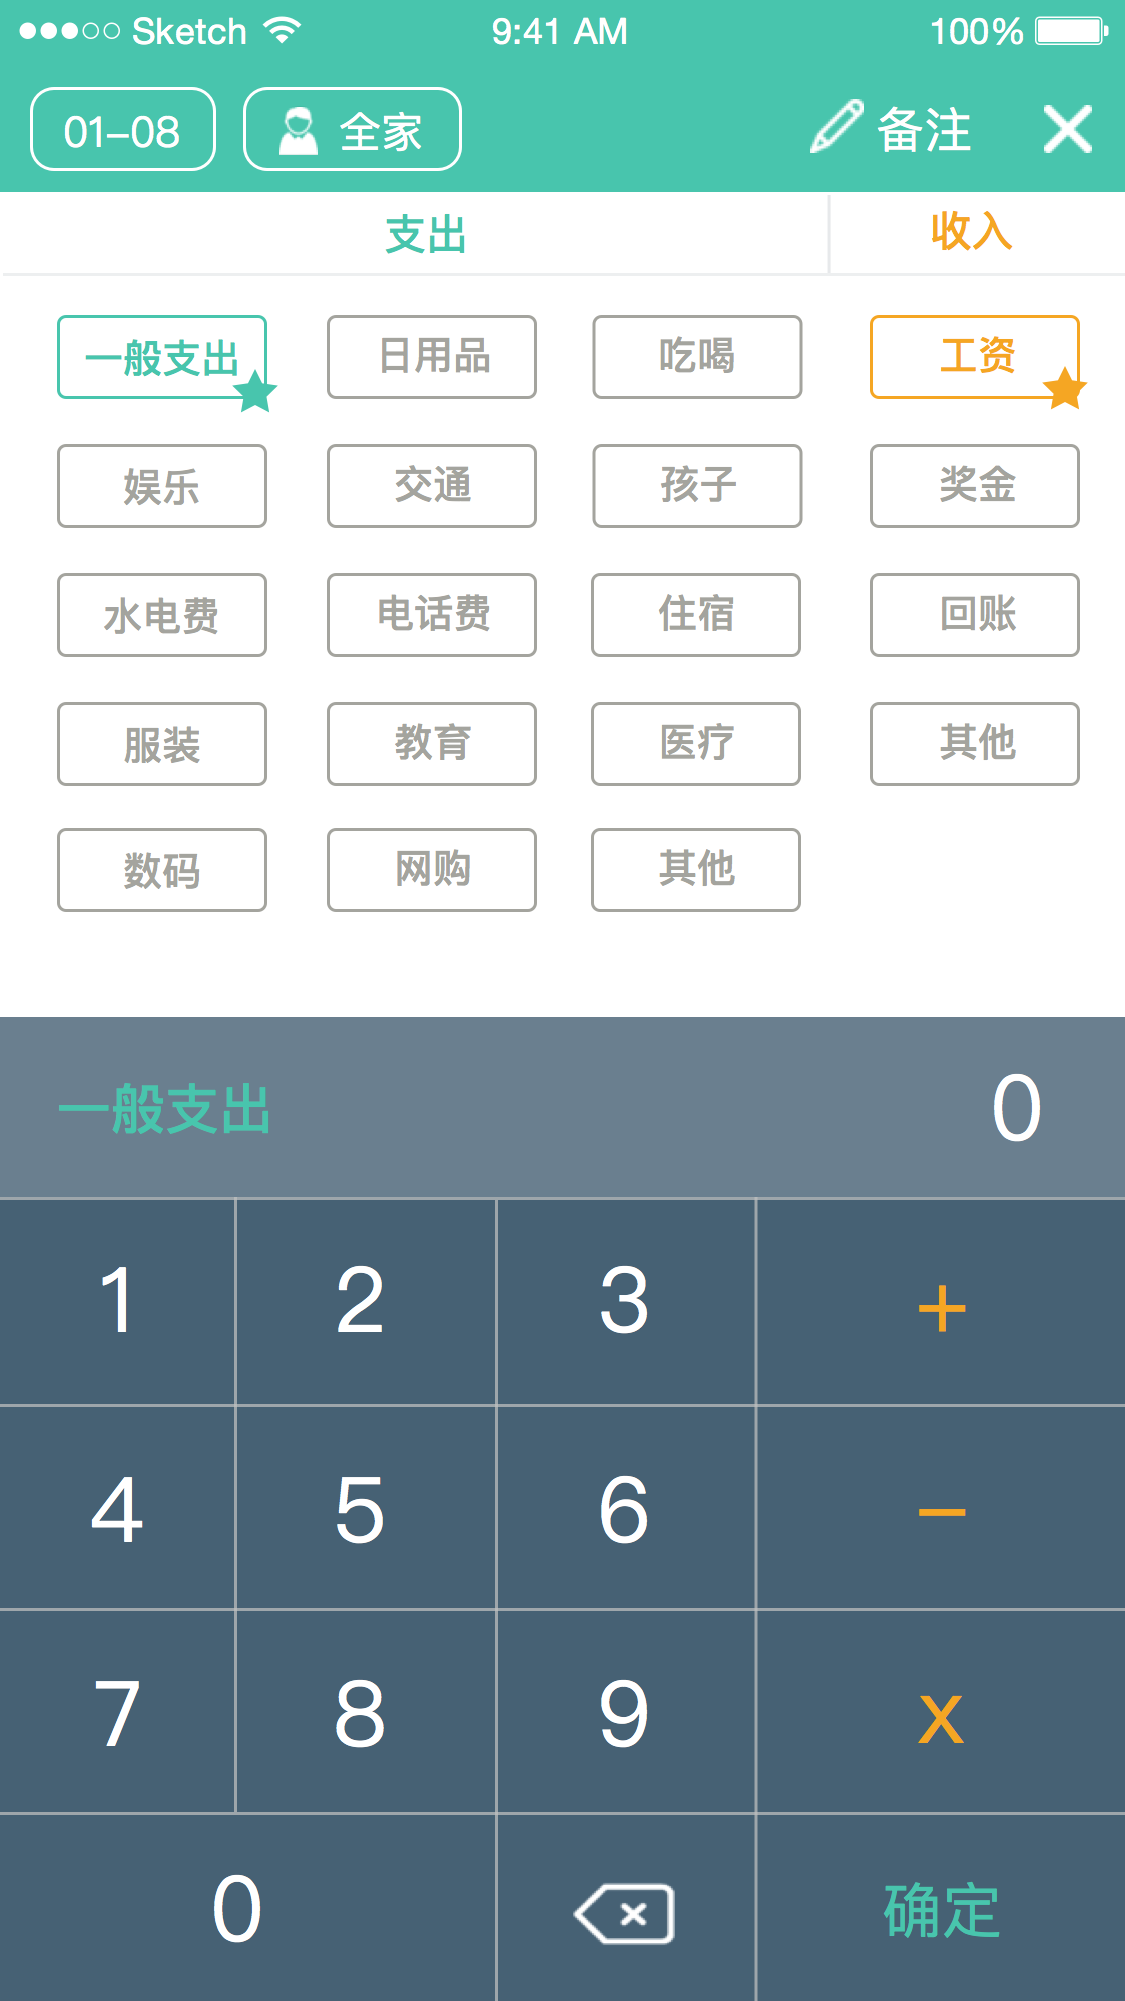 Sketch 9:41 AM 100%
01-08 全家 备注
支出 收入
一般支出 日用品 吃喝 工资
娱乐 交通 孩子 奖金
水电费 电话费 住宿 回账
服装 教育 医疗 其他
数码 网购 其他
一般支出 0
1 2 3 +
4 5 6 −
7 8 9 x
0 确定